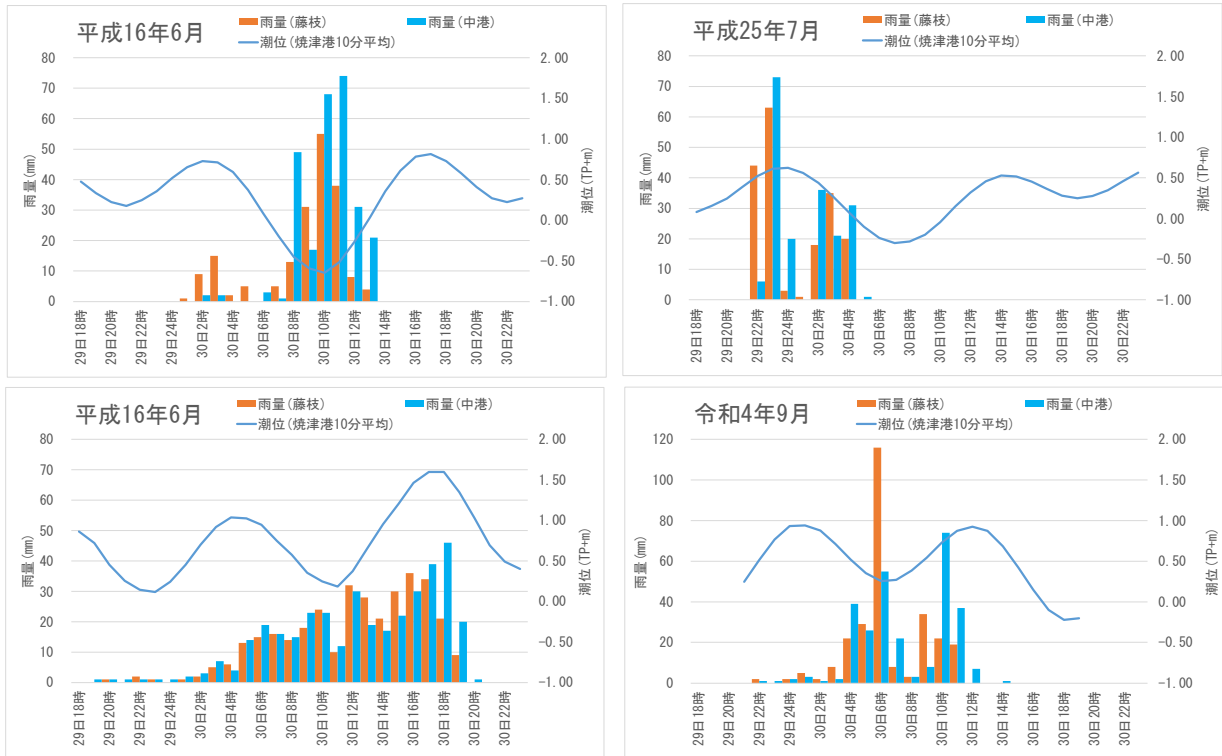 平成16年6月
雨量(藤枝)
雨量(中港)
潮位(焼津港10分平均)
雨量(mm)
80
70
60
50
40
30
20
10
0
潮位(TP+m)
2.00
1.50
1.00
0.50
0.00
-0.50
-1.00
29日18時
29日20時
29日22時
29日24時
30日2時
30日4時
30日6時
30日8時
30日10時
30日12時
30日14時
30日16時
30日18時
30日20時
30日22時
平成25年7月
雨量(藤枝)
雨量(中港)
潮位(焼津港10分平均)
雨量(mm)
80
70
60
50
40
30
20
10
0
潮位(TP+m)
2.00
1.50
1.00
0.50
0.00
-0.50
-1.00
29日18時
29日20時
29日22時
29日24時
30日2時
30日4時
30日6時
30日8時
30日10時
30日12時
30日14時
30日16時
30日18時
30日20時
30日22時
平成16年6月
雨量(藤枝)
雨量(中港)
潮位(焼津港10分平均)
雨量(mm)
80
70
60
50
40
30
20
10
0
潮位(TP+m)
2.00
1.50
1.00
0.50
0.00
-0.50
-1.00
29日18時
29日20時
29日22時
29日24時
30日2時
30日4時
30日6時
30日8時
30日10時
30日12時
30日14時
30日16時
30日18時
30日20時
30日22時
令和4年9月
雨量(藤枝)
雨量(中港)
潮位(焼津港10分平均)
雨量(mm)
120
100
80
60
40
20
0
潮位(TP+m)
2.00
1.50
1.00
0.50
0.00
-0.50
-1.00
29日18時
29日20時
29日22時
29日24時
30日2時
30日4時
30日6時
30日8時
30日10時
30日12時
30日14時
30日16時
30日18時
30日20時
30日22時